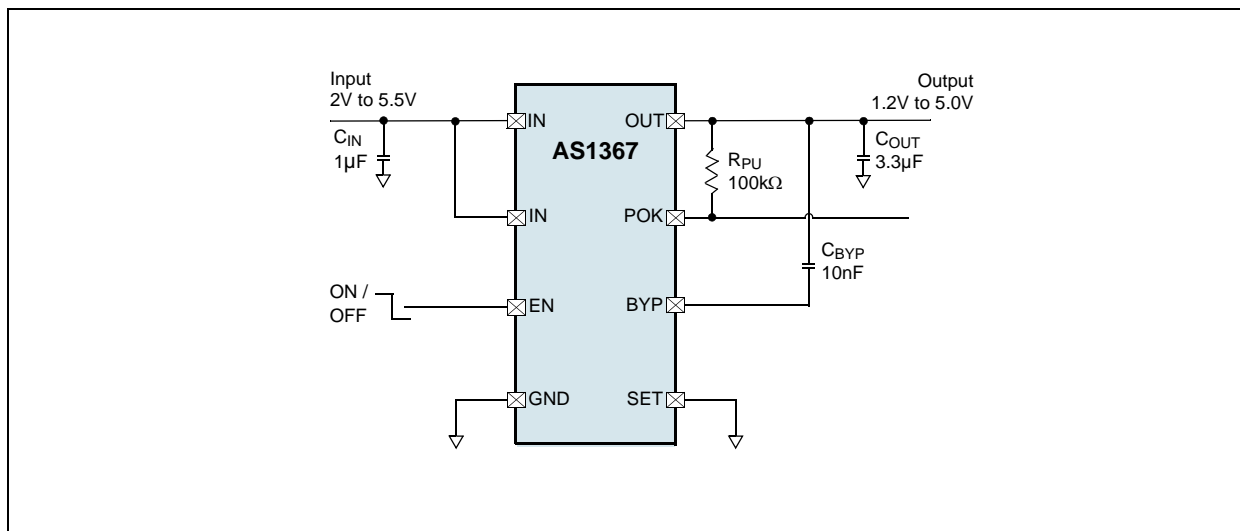 Input
2V to 5.5V
Output
1.2V to 5.0V
IN
OUT
AS1367
CIN
1µF
RPU
100kΩ
COUT
3.3µF
IN
POK
CBYP
10nF
ON /
OFF
EN
BYP
GND
SET